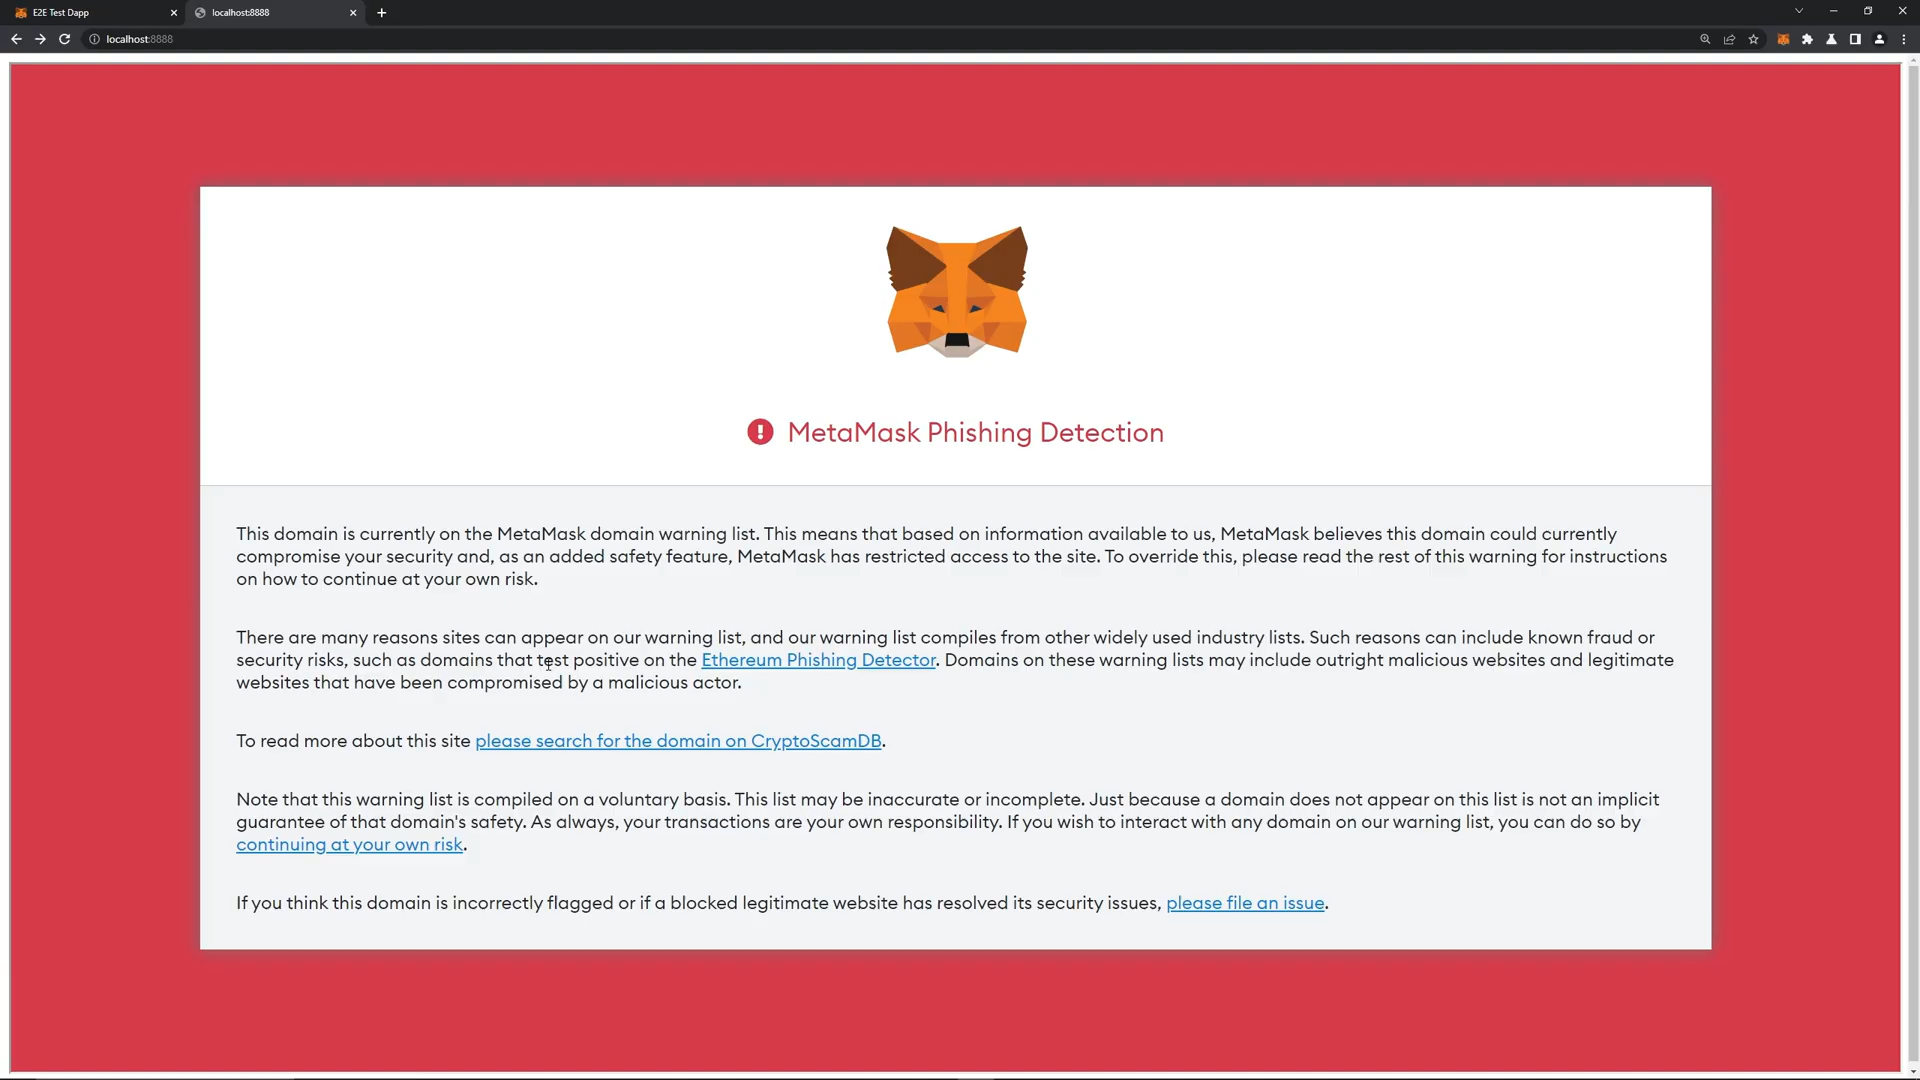 E2E Test Dapp
localhost:8888
localhost:8888
MetaMask Phishing Detection
This domain is currently on the MetaMask domain warning list. This means that based on information available to us, MetaMask believes this domain could currently
compromise your security and, as an added safety feature, MetaMask has restricted access to the site. To override this, please read the rest of this warning for instructions
on how to continue at your own risk.
There are many reasons sites can appear on our warning list, and our warning list compiles from other widely used industry lists. Such reasons can include known fraud or
security risks, such as domains that test positive on the Ethereum Phishing Detector. Domains on these warning lists may include outright malicious websites and legitimate
websites that have been compromised by a malicious actor.
To read more about this site please search for the domain on CryptoScamDB.
Note that this warning list is compiled on a voluntary basis. This list may be inaccurate or incomplete. Just because a domain does not appear on this list is not an implicit
guarantee of that domain's safety. As always, your transactions are your own responsibility. If you wish to interact with any domain on our warning list, you can do so by
continuing at your own risk.
If you think this domain is incorrectly flagged or if a blocked legitimate website has resolved its security issues, please file an issue.